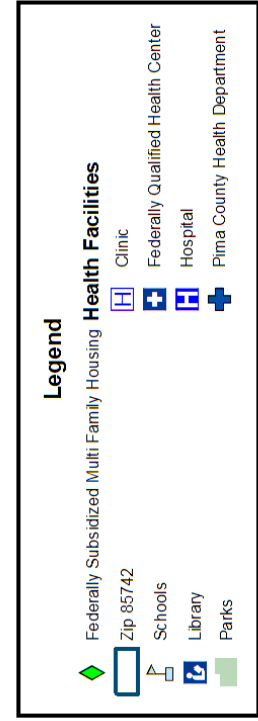 Legend
Federally Subsidized Multi Family Housing
Zip 85742
Schools
Library
Parks
Health Facilities
H Clinic
Federally Qualified Health Center
H Hospital
Pima County Health Department